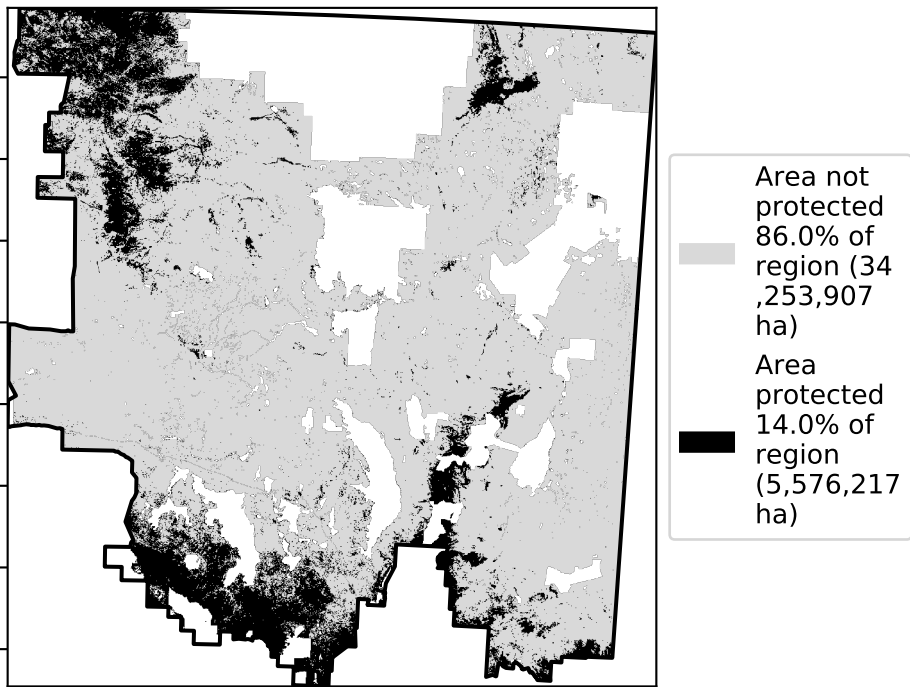 Area not
protected
86.0% of
region (34
,253,907
ha)
Area
protected
14.0% of
region
(5,576,217
ha)